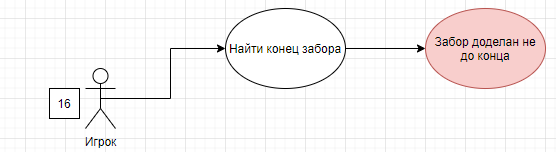 Найти конец забора
Забор доделан не
до конца
16
Игрок